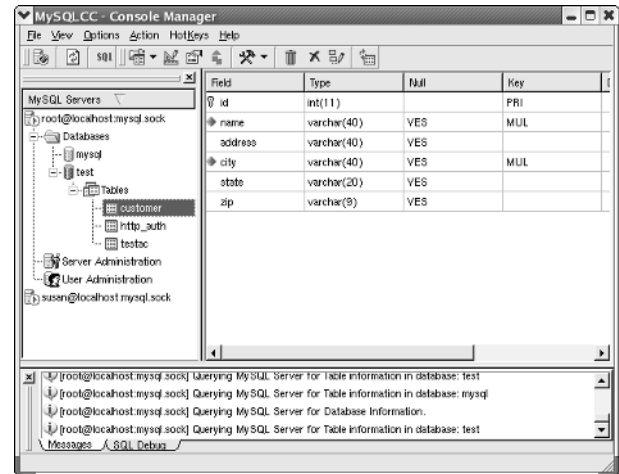 MySQLCC - Console Manager
File View Options Action HotKeys Help
SQL
MySQL Servers
root@localhost:mysql.sock
Databases
mysql
test
Tables
customer
http_auth
testac
Server Administration
User Administration
susan@localhost:mysql.sock
Field Type Null Key
id int(11) PRI
name varchar(40) YES MUL
address varchar(40) YES
city varchar(40) YES MUL
state varchar(20) YES
zip varchar(9) YES
[root@localhost:mysql.sock] Querying MySQL Server for Table information in database: test
[root@localhost:mysql.sock] Querying MySQL Server for Table information in database: mysql
[root@localhost:mysql.sock] Querying MySQL Server for Database Information.
[root@localhost:mysql.sock] Querying MySQL Server for Table information in database: test
Messages SQL Debug